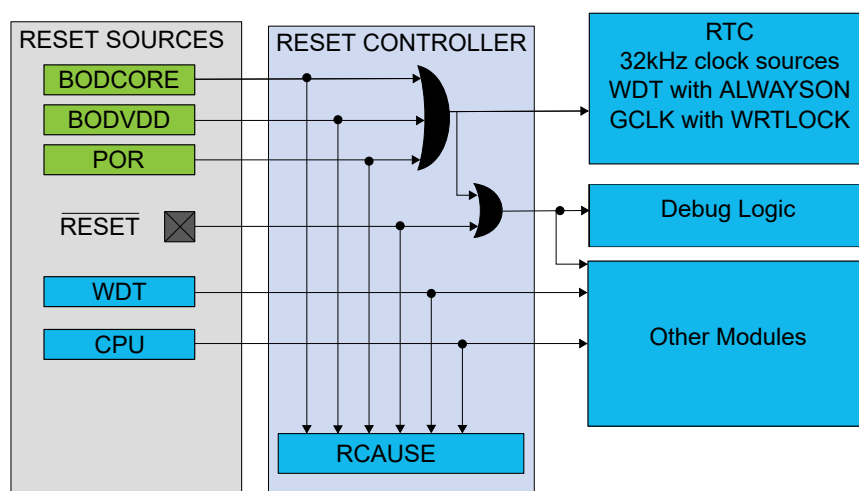 RESET SOURCES
BODCORE
BODVDD
POR
RESET
WDT
CPU
RESET CONTROLLER
RCAUSE
RTC
32kHz clock sources
WDT with ALWAYSON
GCLK with WRTLOCK
Debug Logic
Other Modules